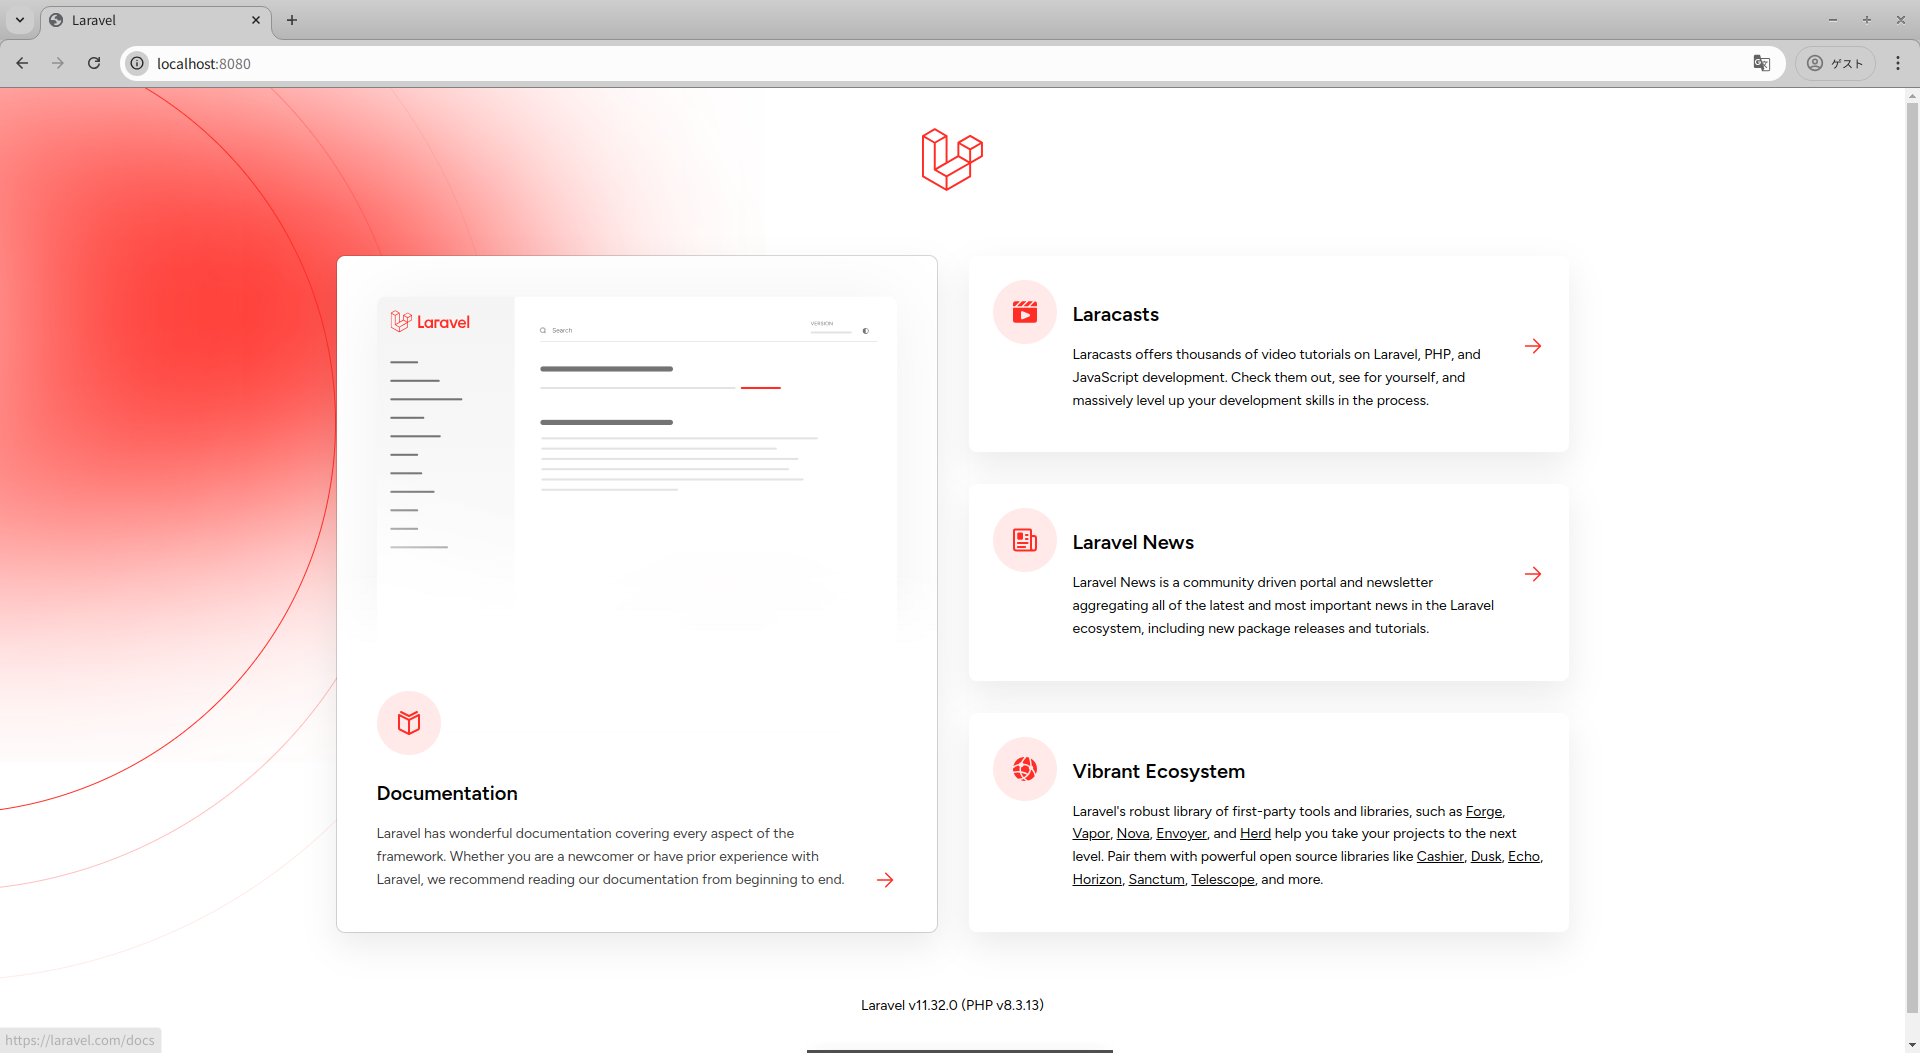 Laravel
localhost:8080
ゲスト
Laravel
Search
VERSION
Documentation
Laravel has wonderful documentation covering every aspect of the
framework. Whether you are a newcomer or have prior experience with
Laravel, we recommend reading our documentation from beginning to end.
Laracasts
Laracasts offers thousands of video tutorials on Laravel, PHP, and
JavaScript development. Check them out, see for yourself, and
massively level up your development skills in the process.
Laravel News
Laravel News is a community driven portal and newsletter
aggregating all of the latest and most important news in the Laravel
ecosystem, including new package releases and tutorials.
Vibrant Ecosystem
Laravel's robust library of first-party tools and libraries, such as Forge,
Vapor, Nova, Envoyer, and Herd help you take your projects to the next
level. Pair them with powerful open source libraries like Cashier, Dusk, Echo,
Horizon, Sanctum, Telescope, and more.
Laravel v11.32.0 (PHP v8.3.13)
https://laravel.com/docs